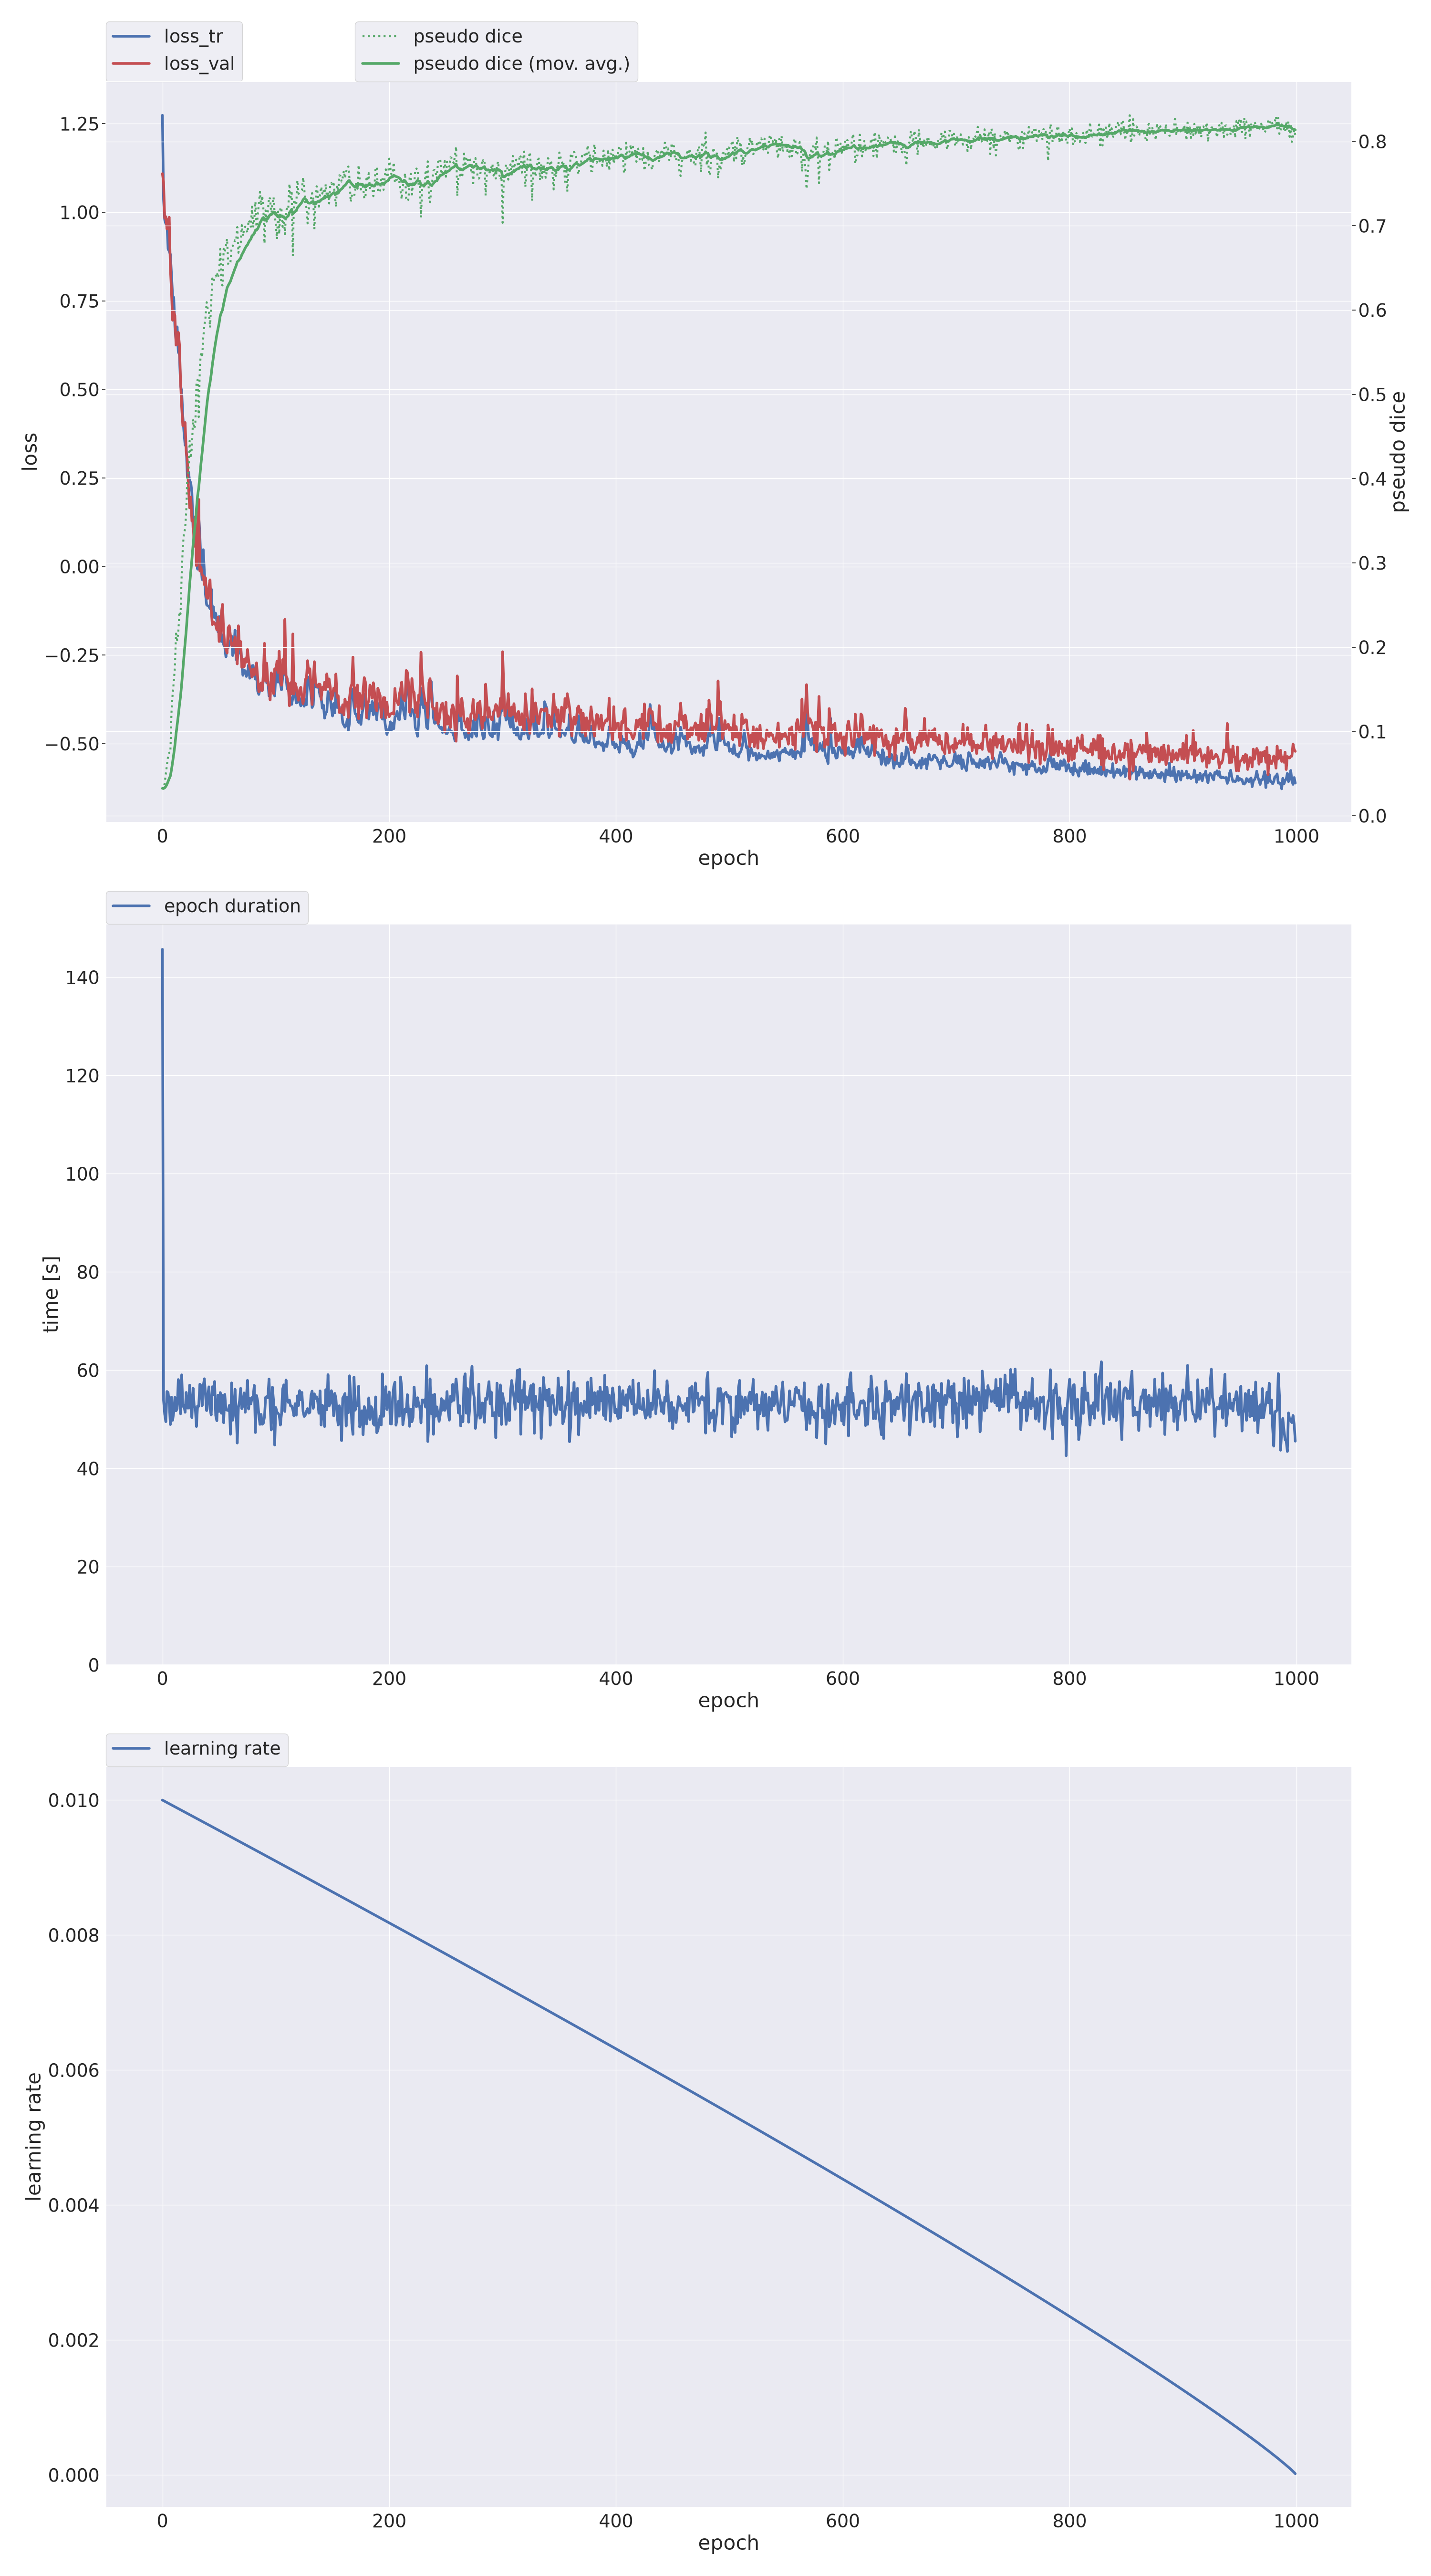 loss_tr
loss_val
pseudo dice
pseudo dice (mov. avg.)
1.25
1.00
0.75
0.50
0.25
0.00
−0.25
−0.50
loss
0.8
0.7
0.6
0.5
0.4
0.3
0.2
0.1
0.0
pseudo dice
0 200 400 600 800 1000
epoch
epoch duration
140
120
100
80
60
40
20
0
time [s]
0 200 400 600 800 1000
epoch
learning rate
0.010
0.008
0.006
0.004
0.002
0.000
learning rate
0 200 400 600 800 1000
epoch